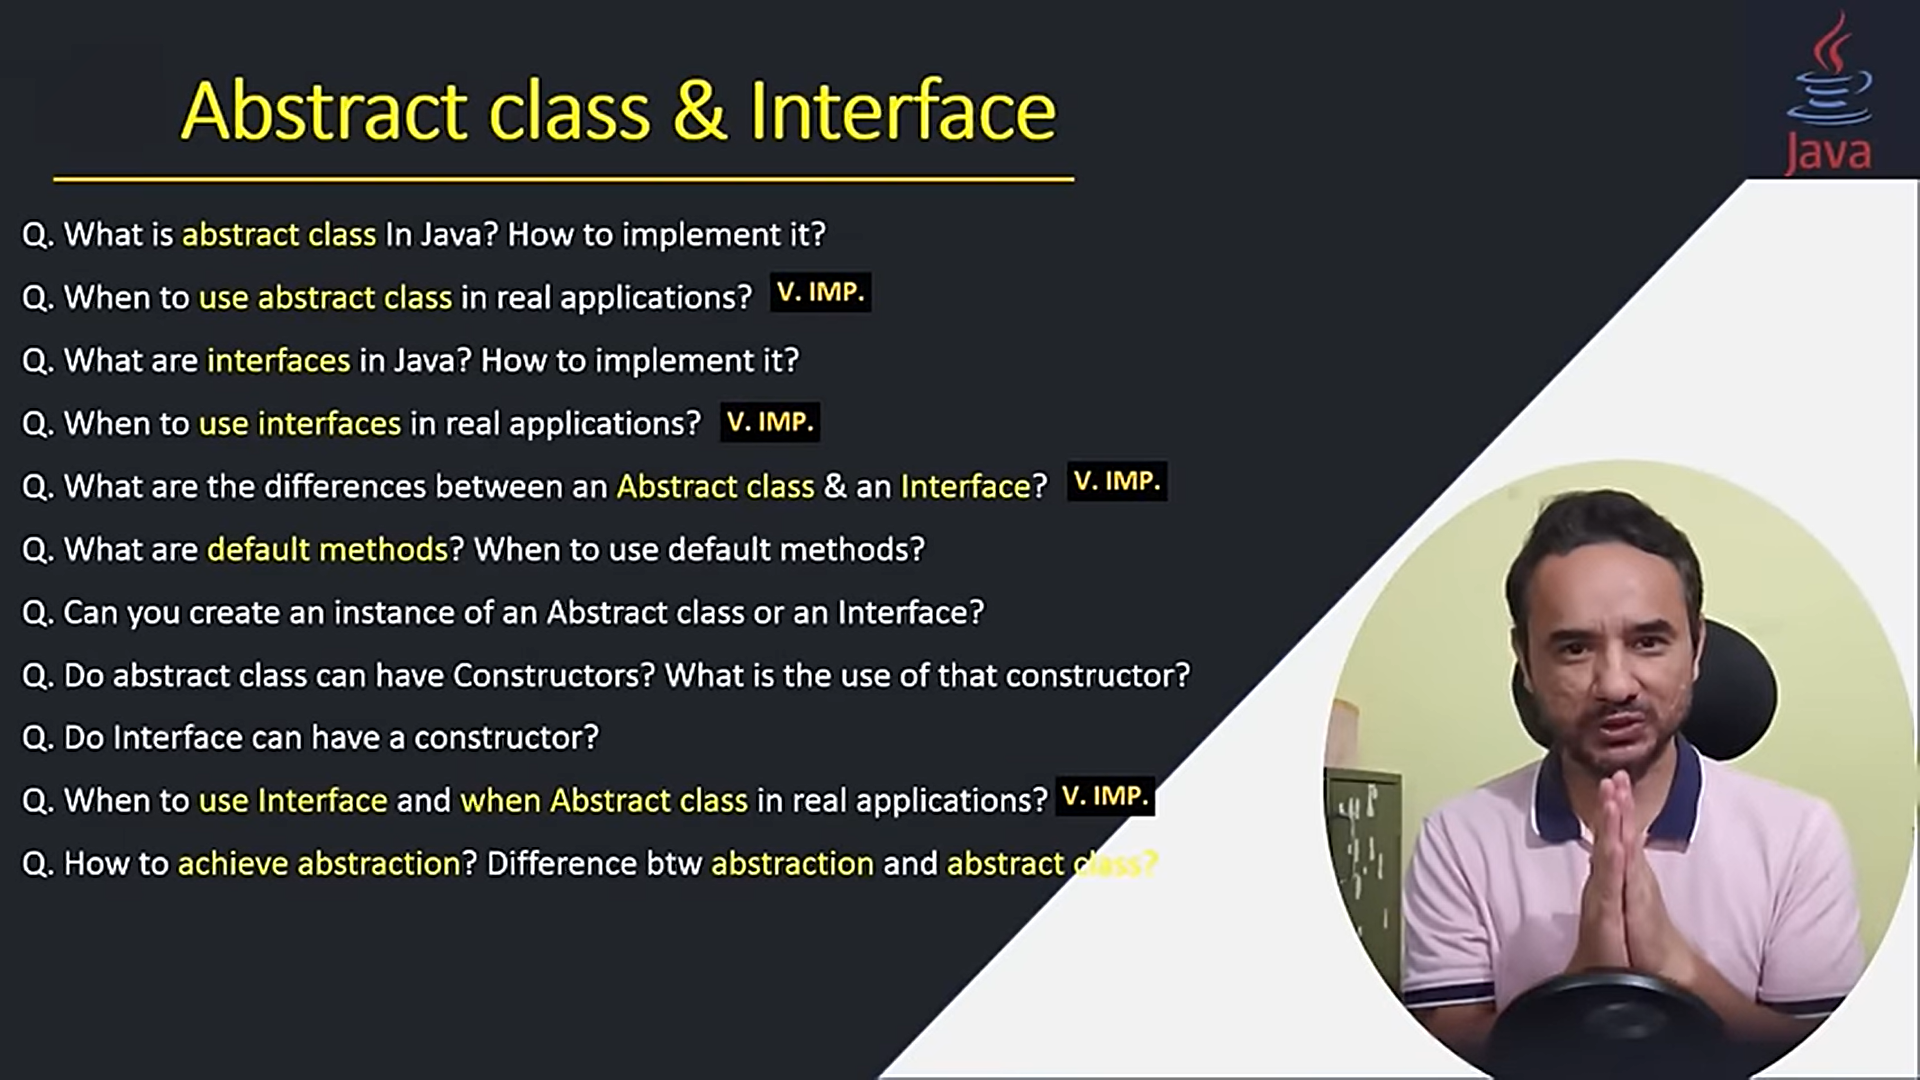 Abstract class & Interface
Java
Q. What is abstract class In Java? How to implement it?
Q. When to use abstract class in real applications? V. IMP.
Q. What are interfaces in Java? How to implement it?
Q. When to use interfaces in real applications? V. IMP.
Q. What are the differences between an Abstract class & an Interface? V. IMP.
Q. What are default methods? When to use default methods?
Q. Can you create an instance of an Abstract class or an Interface?
Q. Do abstract class can have Constructors? What is the use of that constructor?
Q. Do Interface can have a constructor?
Q. When to use Interface and when Abstract class in real applications? V. IMP.
Q. How to achieve abstraction? Difference btw abstraction and abstract class?